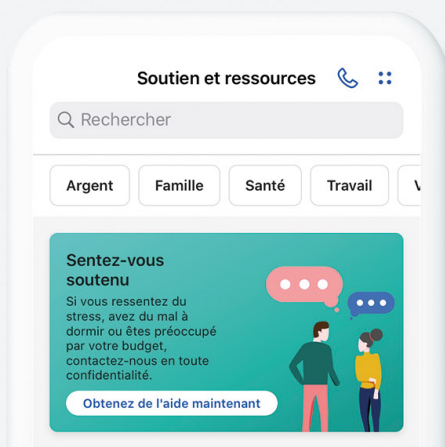 Soutien et ressources
Rechercher
Argent Famille Santé Travail
Sentez-vous
soutenu
Si vous ressentez du
stress, avez du mal à
dormir ou êtes préoccupé
par votre budget,
contactez-nous en toute
confidentialité.
Obtenez de l'aide maintenant